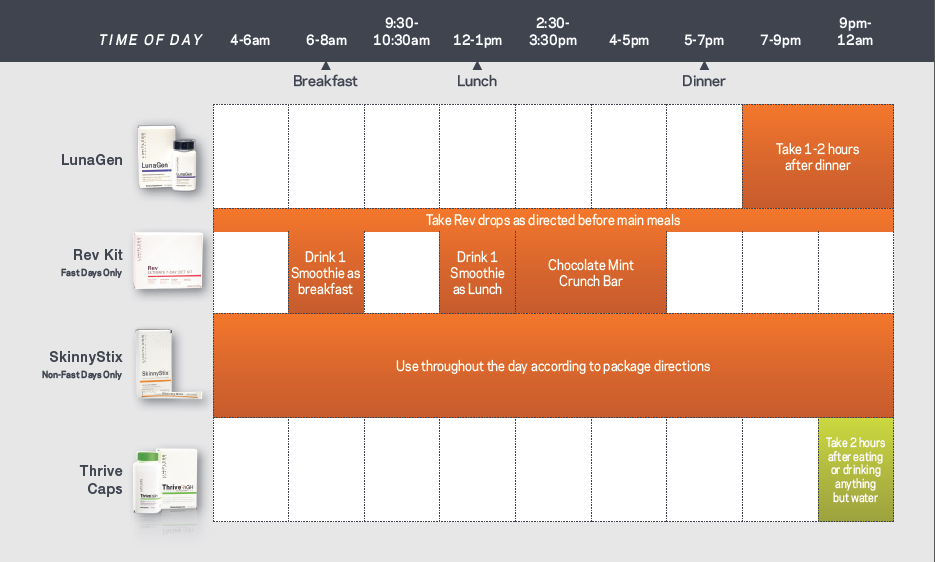 TIME OF DAY
4-6am
6-8am
9:30-
10:30am
12-1pm
2:30-
3:30pm
4-5pm
5-7pm
7-9pm
9pm-
12am
Breakfast
Lunch
Dinner
LunaGen
LunaGen
LunaGen
Take 1-2 hours
after dinner
Take Rev drops as directed before main meals
Rev Kit
Fast Days Only
Rev
Drink 1
Smoothie as
breakfast
Drink 1
Smoothie
as Lunch
Chocolate Mint
Crunch Bar
SkinnyStix
Non-Fast Days Only
SkinnyStix
Use throughout the day according to package directions
Thrive
Caps
Thrive
Thrive
Take 2 hours
after eating
or drinking
anything
but water